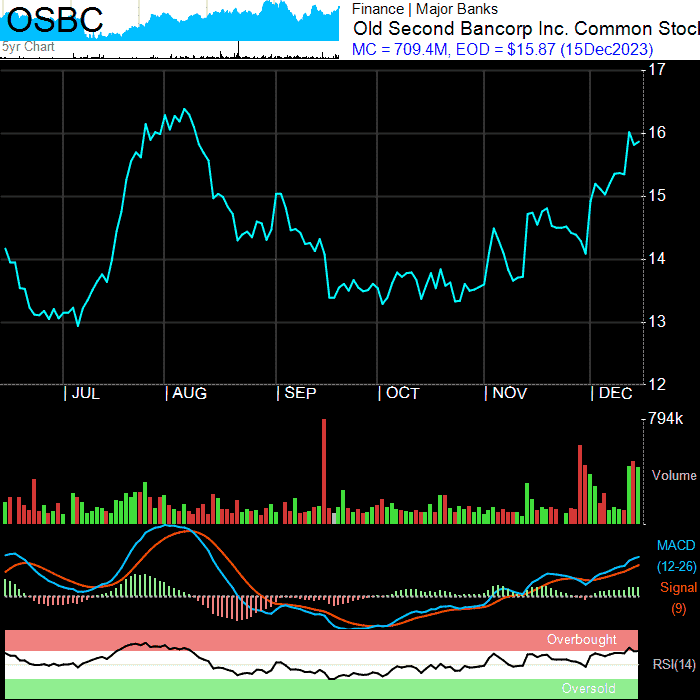 OSBC
5yr Chart
Finance | Major Banks
Old Second Bancorp Inc. Common Stoc
MC = 709.4M, EOD = $15.87 (15Dec2023)
17
16
15
14
13
12
| JUL | AUG | SEP | OCT | NOV | DEC
794k
Volume
MACD
(12-26)
Signal
(9)
Overbought
RSI(14)
Oversold